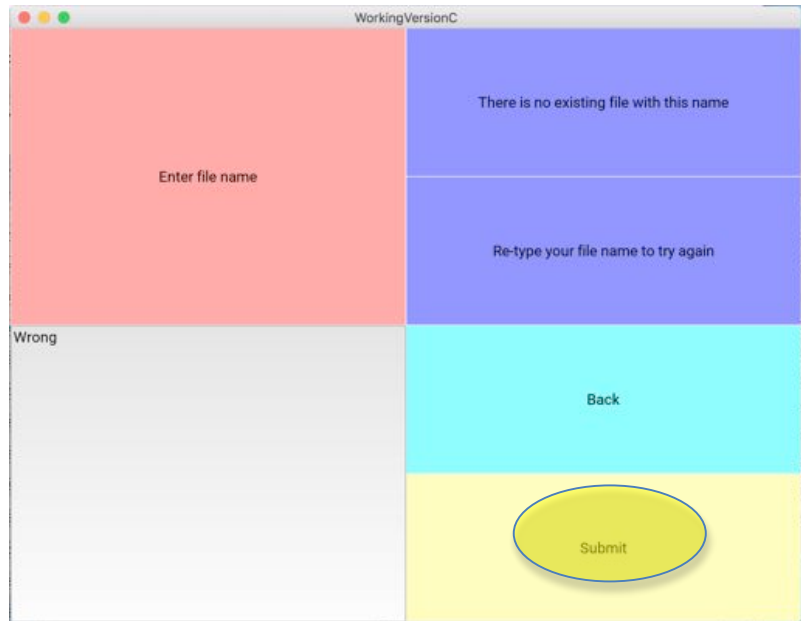 WorkingVersionC
There is no existing file with this name
Enter file name
Re-type your file name to try again
Wrong
Back
Submit